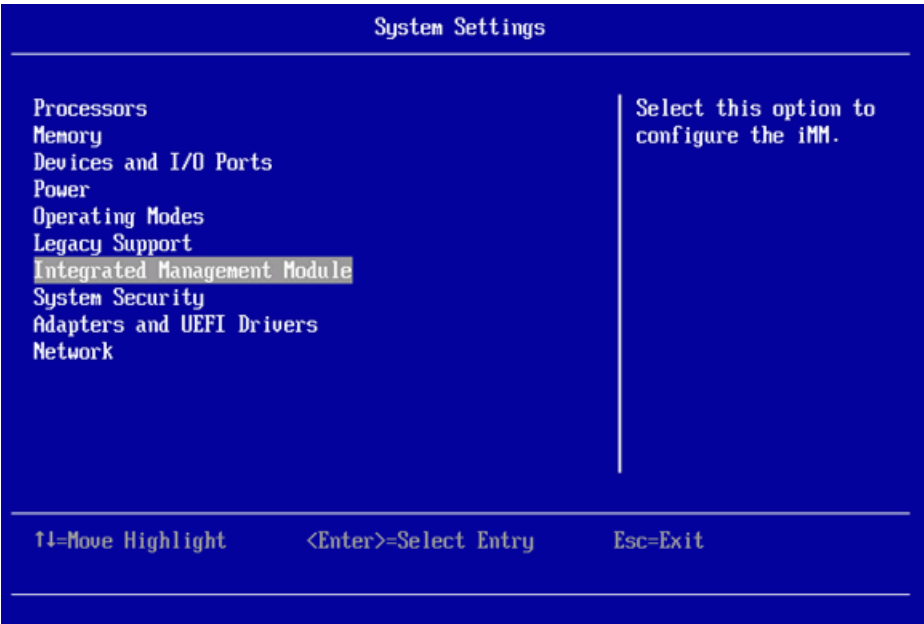 System Settings
Processors
Memory
Devices and I/O Ports
Power
Operating Modes
Legacy Support
Integrated Management Module
System Security
Adapters and UEFI Drivers
Network
Select this option to
configure the iMM.
↑↓=Move Highlight <Enter>=Select Entry Esc=Exit